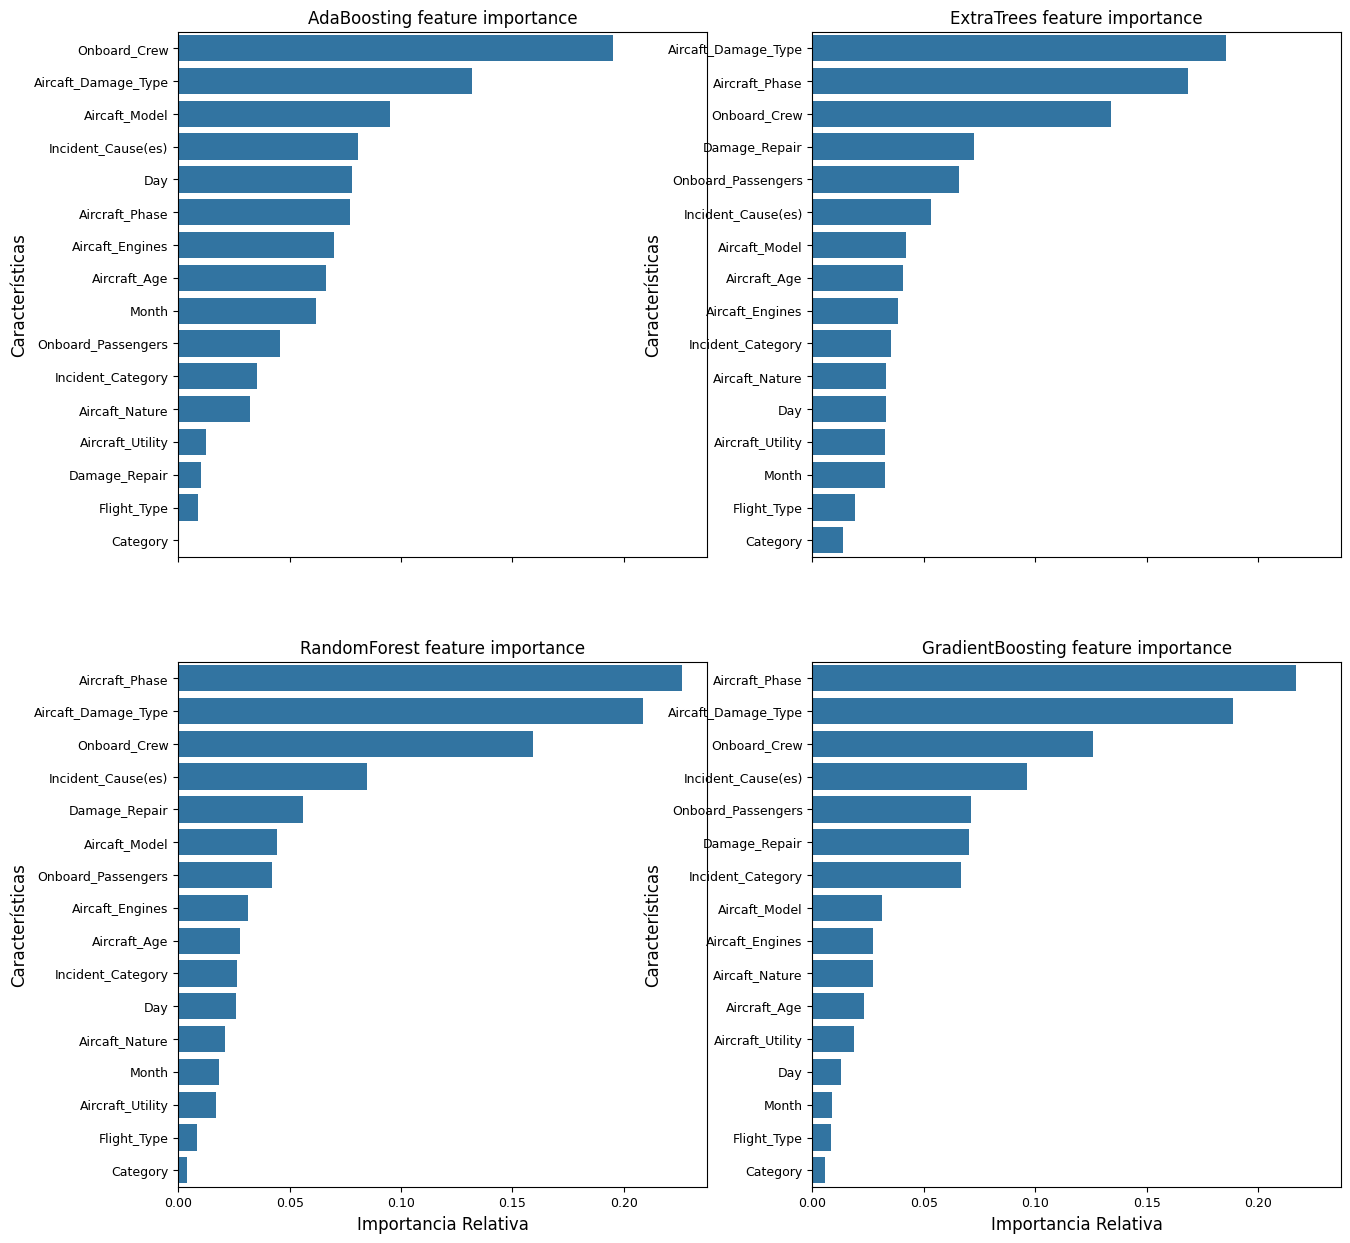 AdaBoosting feature importance
Características
Onboard_Crew
Aircaft_Damage_Type
Aircaft_Model
Incident_Cause(es)
Day
Aircraft_Phase
Aircaft_Engines
Aircraft_Age
Month
Onboard_Passengers
Incident_Category
Aircaft_Nature
Aircraft_Utility
Damage_Repair
Flight_Type
Category
ExtraTrees feature importance
Características
Aircaft_Damage_Type
Aircraft_Phase
Onboard_Crew
Damage_Repair
Onboard_Passengers
Incident_Cause(es)
Aircaft_Model
Aircraft_Age
Aircaft_Engines
Incident_Category
Aircaft_Nature
Day
Aircraft_Utility
Month
Flight_Type
Category
RandomForest feature importance
Características
Aircraft_Phase
Aircaft_Damage_Type
Onboard_Crew
Incident_Cause(es)
Damage_Repair
Aircaft_Model
Onboard_Passengers
Aircaft_Engines
Aircraft_Age
Incident_Category
Day
Aircaft_Nature
Month
Aircraft_Utility
Flight_Type
Category
0.00 0.05 0.10 0.15 0.20
Importancia Relativa
GradientBoosting feature importance
Características
Aircraft_Phase
Aircaft_Damage_Type
Onboard_Crew
Incident_Cause(es)
Onboard_Passengers
Damage_Repair
Incident_Category
Aircaft_Model
Aircaft_Engines
Aircaft_Nature
Aircraft_Age
Aircraft_Utility
Day
Month
Flight_Type
Category
0.00 0.05 0.10 0.15 0.20
Importancia Relativa